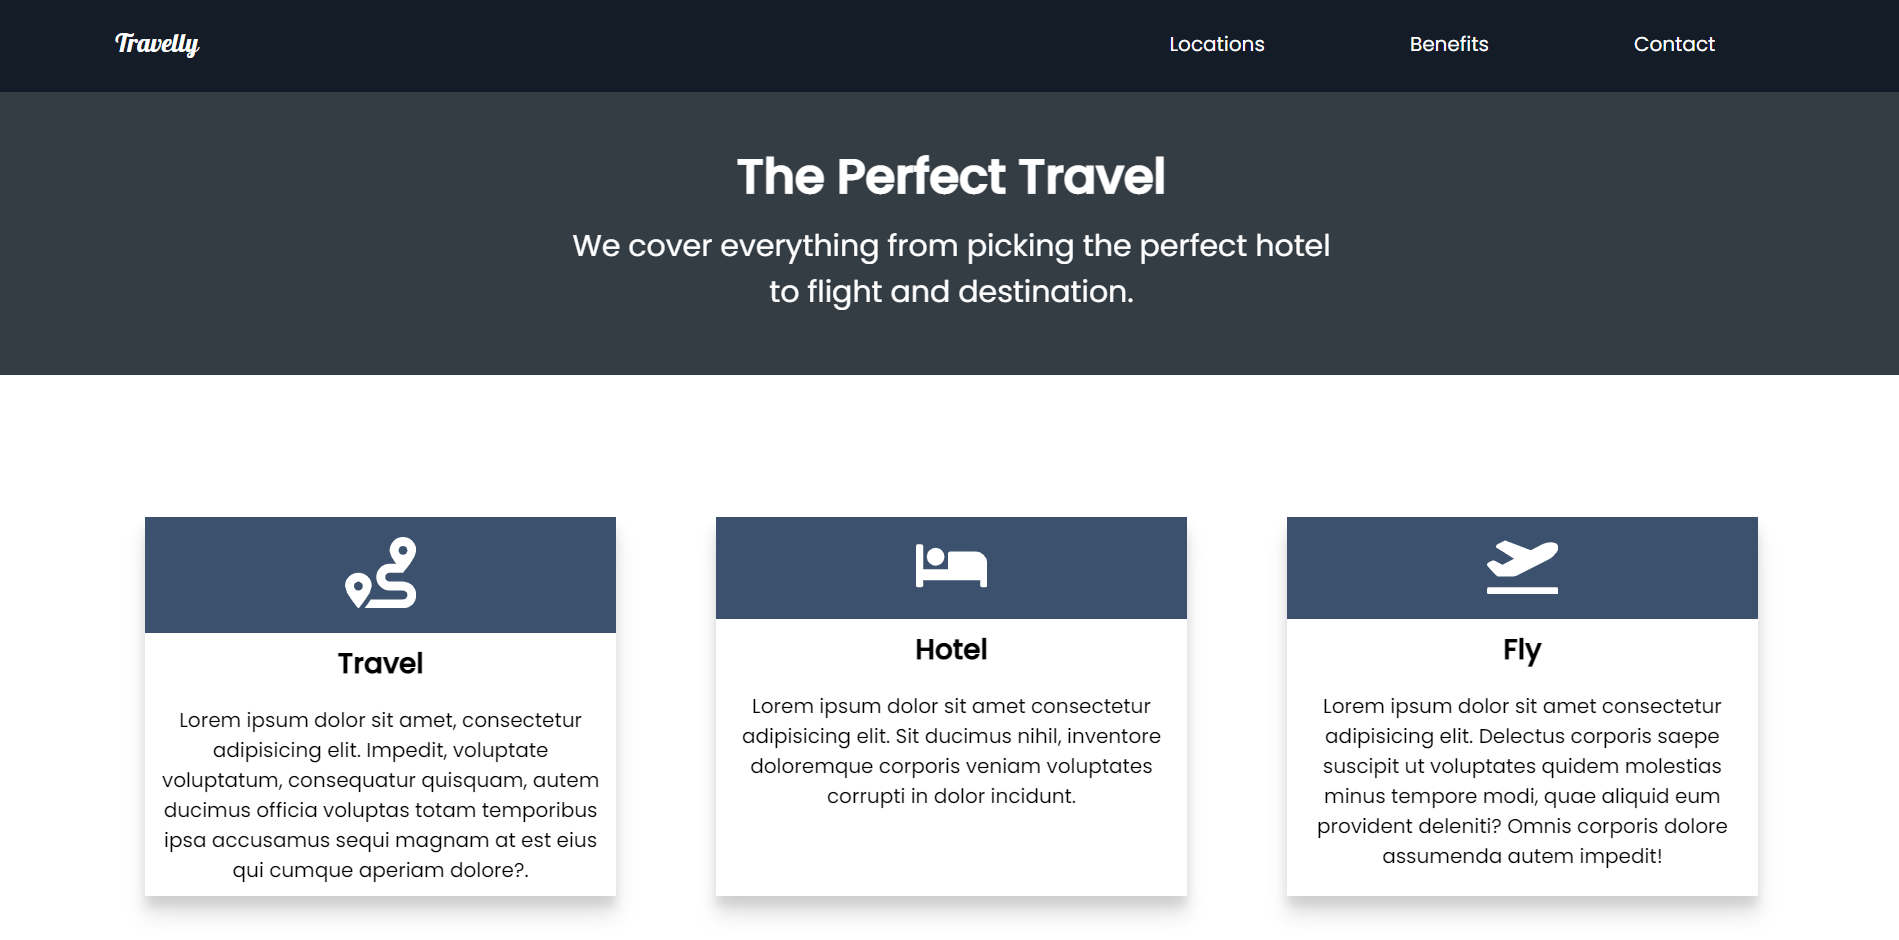 Travelly
Locations
Benefits
Contact
The Perfect Travel
We cover everything from picking the perfect hotel
to flight and destination.
Travel
Lorem ipsum dolor sit amet, consectetur
adipisicing elit. Impedit, voluptate
voluptatum, consequatur quisquam, autem
ducimus officia voluptas totam temporibus
ipsa accusamus sequi magnam at est eius
qui cumque aperiam dolore?.
Hotel
Lorem ipsum dolor sit amet consectetur
adipisicing elit. Sit ducimus nihil, inventore
doloremque corporis veniam voluptates
corrupti in dolor incidunt.
Fly
Lorem ipsum dolor sit amet consectetur
adipisicing elit. Delectus corporis saepe
suscipit ut voluptates quidem molestias
minus tempore modi, quae aliquid eum
provident deleniti? Omnis corporis dolore
assumenda autem impedit!